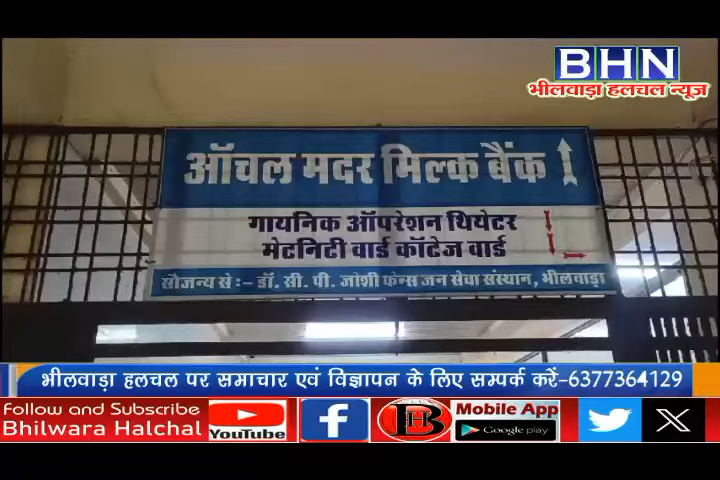 BHN
भीलवाड़ा हलचल न्यूज
ऑचल मदर मिल्क बैंक
गायनिक ऑपरेशन थियेटर
मेटनिटी वार्ड कॉटेज वार्ड
सौजन्य से :- डॉ. सी. पी. जोशी फेन्स जन सेवा संस्थान, भीलवाड़ा
भीलवाड़ा हलचल पर समाचार एवं विज्ञापन के लिए सम्पर्क करें-6377364129
Follow and Subscribe
Bhilwara Halchal
YouTube
f
BH
Mobile App
Google play
X